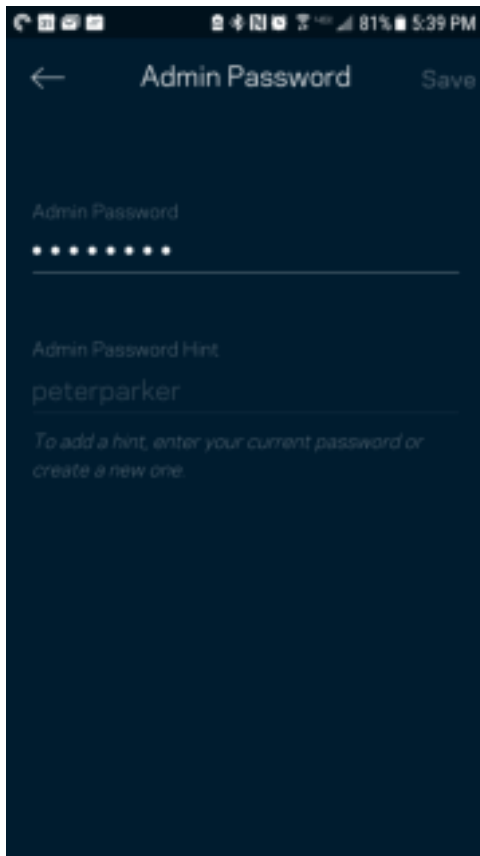 81% 5:39 PM
Admin Password Save
Admin Password
••••••••
Admin Password Hint
peterparker
To add a hint, enter your current password or
create a new one.